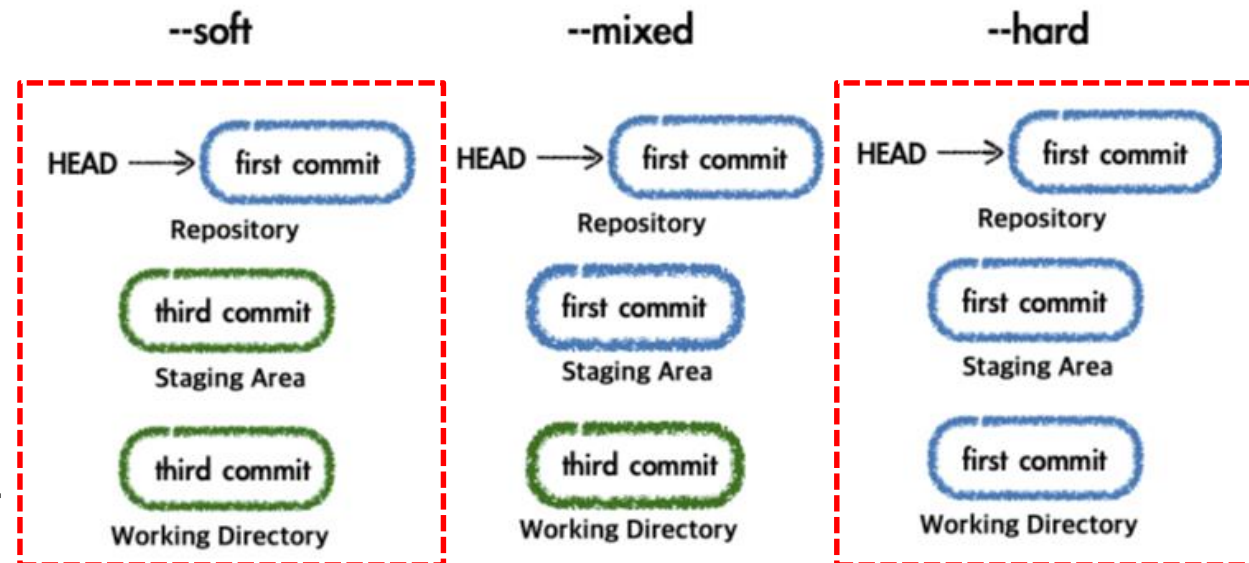 --soft
HEAD first commit
Repository
third commit
Staging Area
third commit
Working Directory
--mixed
HEAD first commit
Repository
first commit
Staging Area
third commit
Working Directory
--hard
HEAD first commit
Repository
first commit
Staging Area
first commit
Working Directory